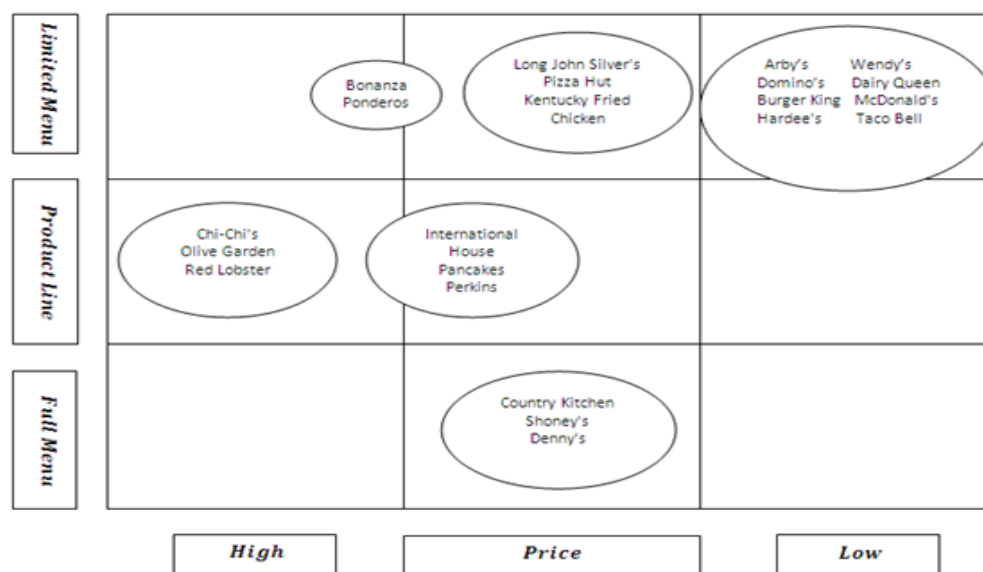 Limited Menu
Bonanza
Ponderos
Long John Silver's
Pizza Hut
Kentucky Fried
Chicken
Arby's Wendy's
Domino's Dairy Queen
Burger King McDonald's
Hardee's Taco Bell
Product Line
Chi-Chi's
Olive Garden
Red Lobster
International
House
Pancakes
Perkins
Full Menu
Country Kitchen
Shoney's
Denny's
High
Price
Low